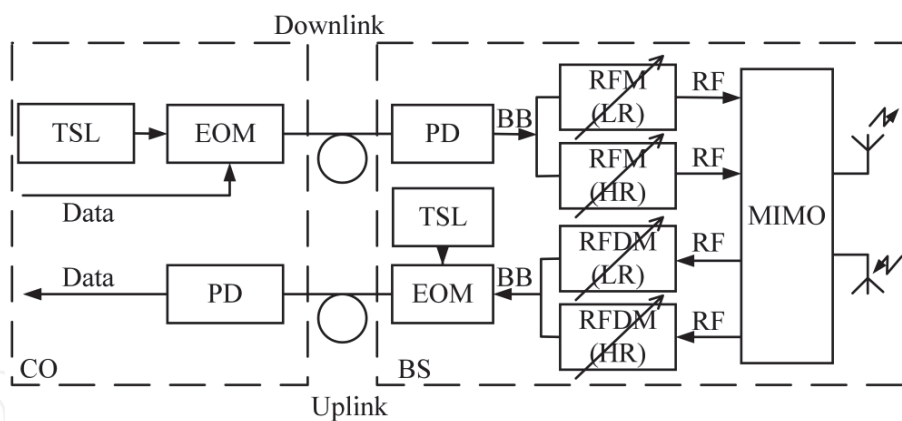 Downlink
TSL
EOM
Data
PD
BB
RFM
(LR)
RF
RFM
(HR)
RF
MIMO
TSL
Data
PD
EOM
BB
RFDM
(LR)
RF
RFDM
(HR)
RF
CO
BS
Uplink